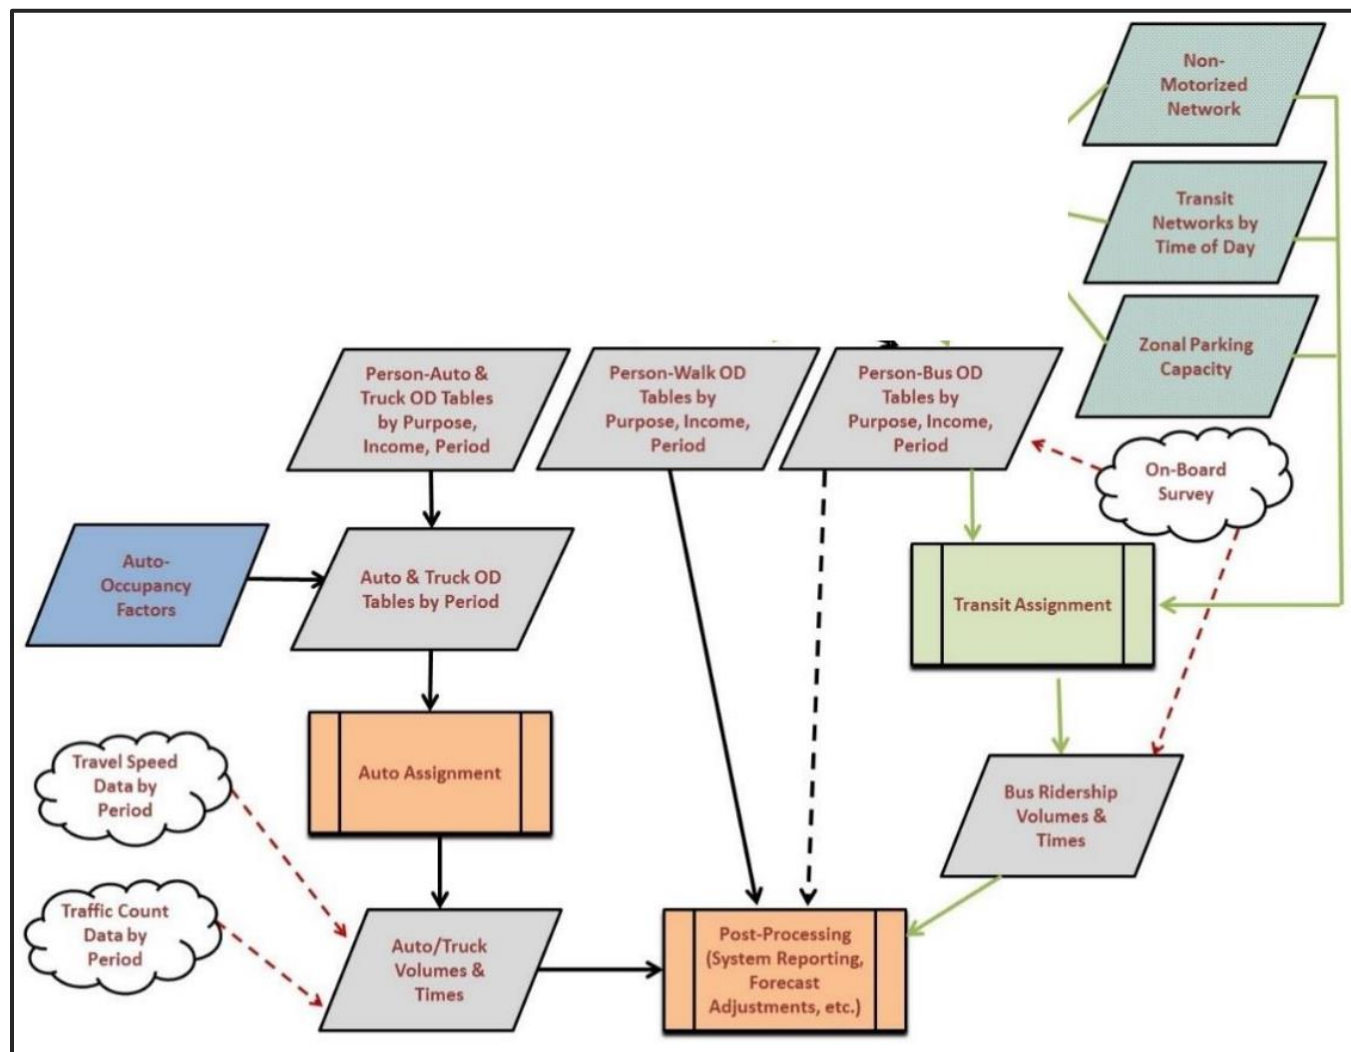 Non-
Motorized
Network
Transit
Networks by
Time of Day
Zonal Parking
Capacity
Person-Auto &
Truck OD Tables
by Purpose,
Income, Period
Person-Walk OD
Tables by
Purpose, Income,
Period
Person-Bus OD
Tables by
Purpose, Income,
Period
On-Board
Survey
Auto-
Occupancy
Factors
Auto & Truck OD
Tables by Period
Transit Assignment
Travel Speed
Data by
Period
Auto Assignment
Bus Ridership
Volumes &
Times
Traffic Count
Data by
Period
Auto/Truck
Volumes &
Times
Post-Processing
(System Reporting,
Forecast
Adjustments, etc.)